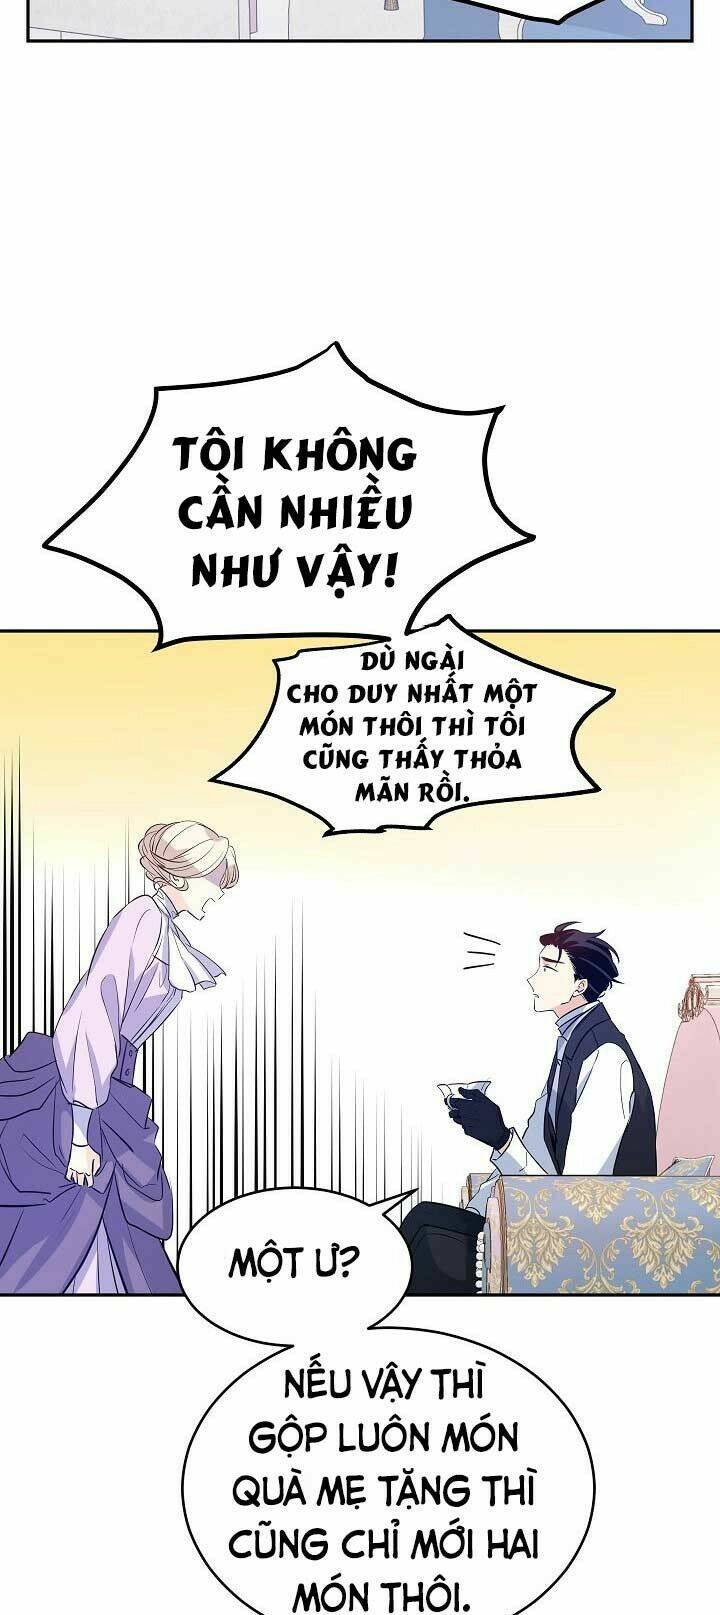 TÔI KHÔNG
CẦN NHIỀU
NHƯ VẬY!
DÙ NGÀI
CHO DUY NHẤT MỘT
MÓN THÔI THÌ TÔI
CŨNG THẤY THỎA
MÃN RỒI.
MỘT Ư?
NẾU VẬY THÌ
GỘP LUÔN MÓN
QUÀ MẸ TẶNG THÌ
CŨNG CHỈ MỚI HAI
MÓN THÔI.